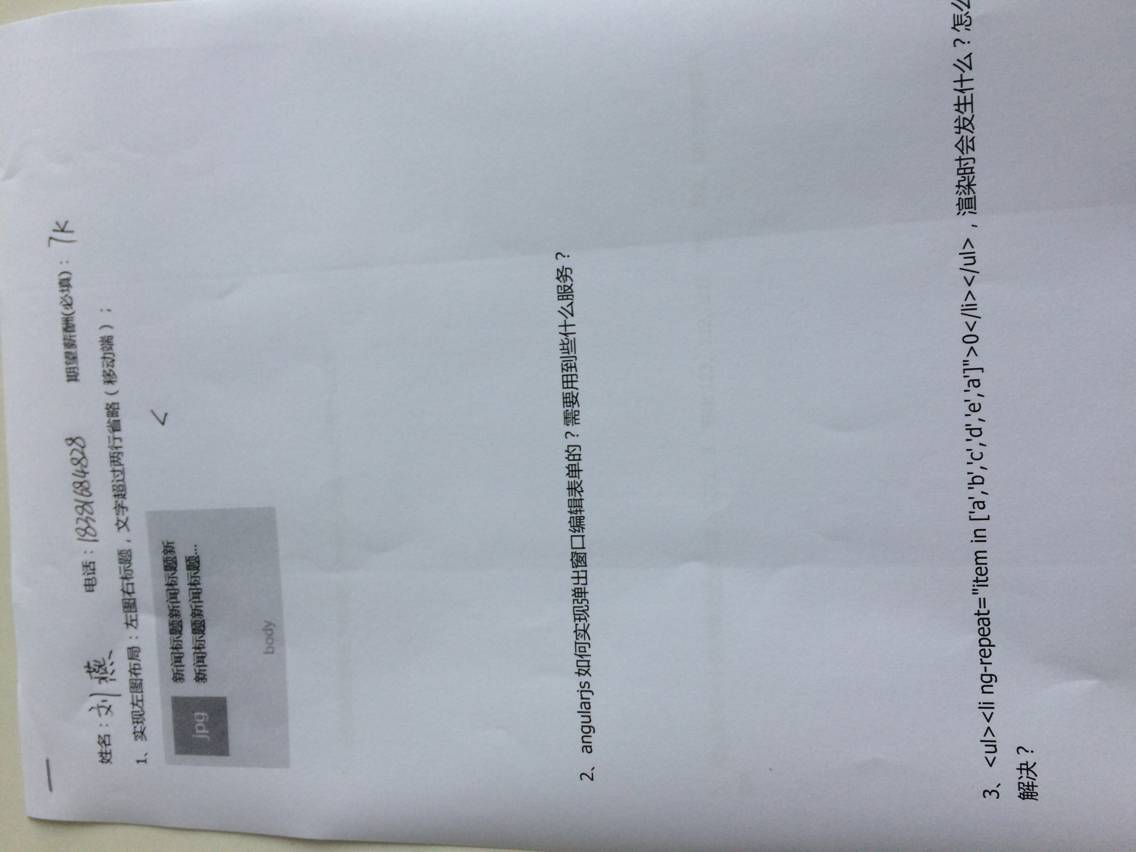 姓名：刘燕 电话：18381684828 期望薪酬(必填)：7K
1、实现左图布局：左图右标题，文字超过两行省略（移动端）；
<
jpg
新闻标题新闻标题新
新闻标题新闻标题...
body
2、angularjs 如何实现弹出窗口编辑表单的？需要用到些什么服务？
3、<ul><li ng-repeat="item in ['a','b','c','d','e','a']">0</li></ul>，渲染时会发生什么？怎么
解决？